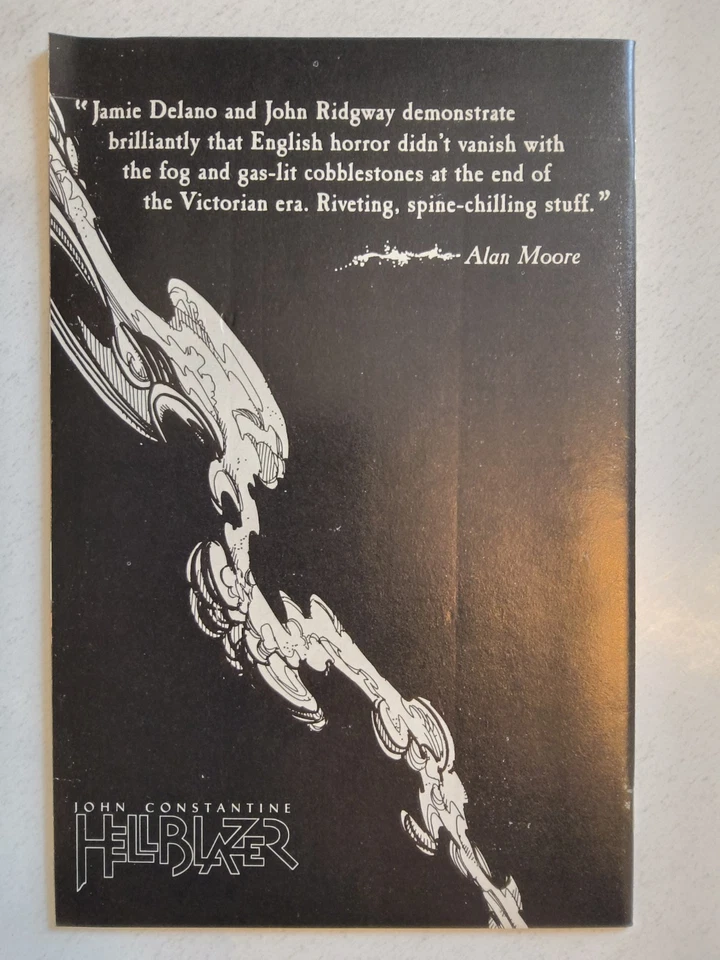 “Jamie Delano and John Ridgway demonstrate
brilliantly that English horror didn’t vanish with
the fog and gas-lit cobblestones at the end of
the Victorian era. Riveting, spine-chilling stuff.”
Alan Moore
JOHN CONSTANTINE
HELLBLAZER